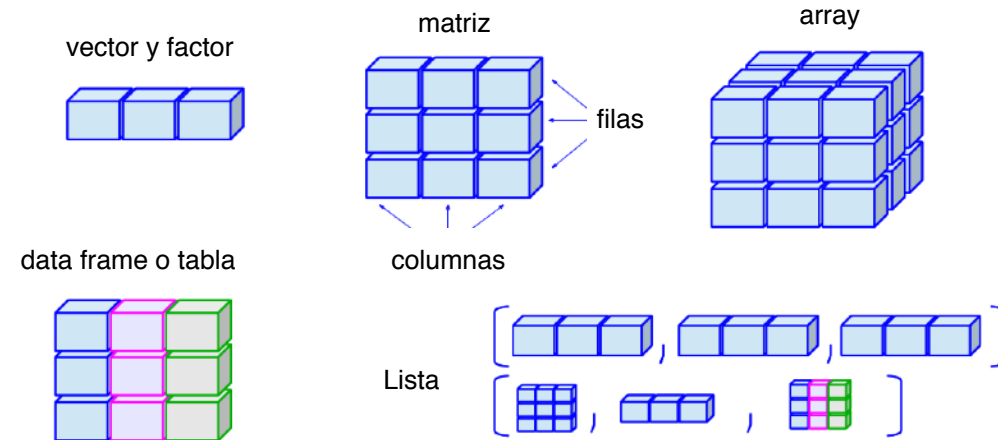 vector y factor
matriz
array
filas
columnas
data frame o tabla
Lista